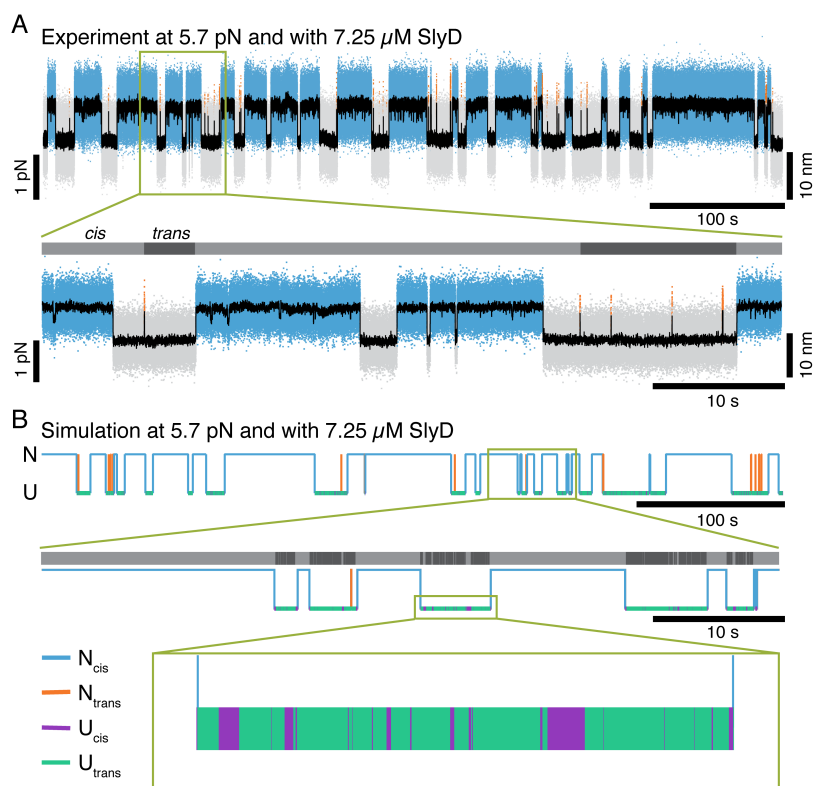 A
Experiment at 5.7 pN and with 7.25 µM SlyD
1 pN
10 nm
100 s
cis
trans
1 pN
10 nm
10 s
B
Simulation at 5.7 pN and with 7.25 µM SlyD
N
U
100 s
10 s
Ncis
Ntrans
Ucis
Utrans